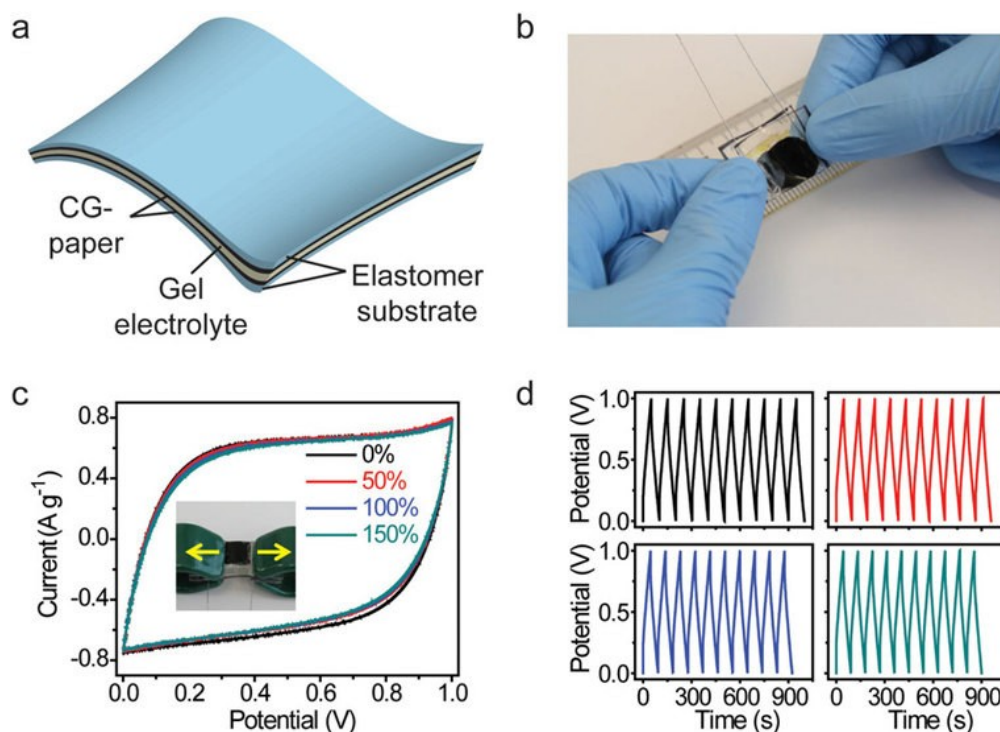 a
CG-
paper
Gel
electrolyte
Elastomer
substrate
b
c
Current (A g⁻¹)
0.8
0.4
0.0
-0.4
-0.8
0%
50%
100%
150%
0.0 0.2 0.4 0.6 0.8 1.0
Potential (V)
d
Potential (V)
1.0
0.5
0.0
Potential (V)
1.0
0.5
0.0
0 300 600 900
Time (s)
0 300 600 900
Time (s)